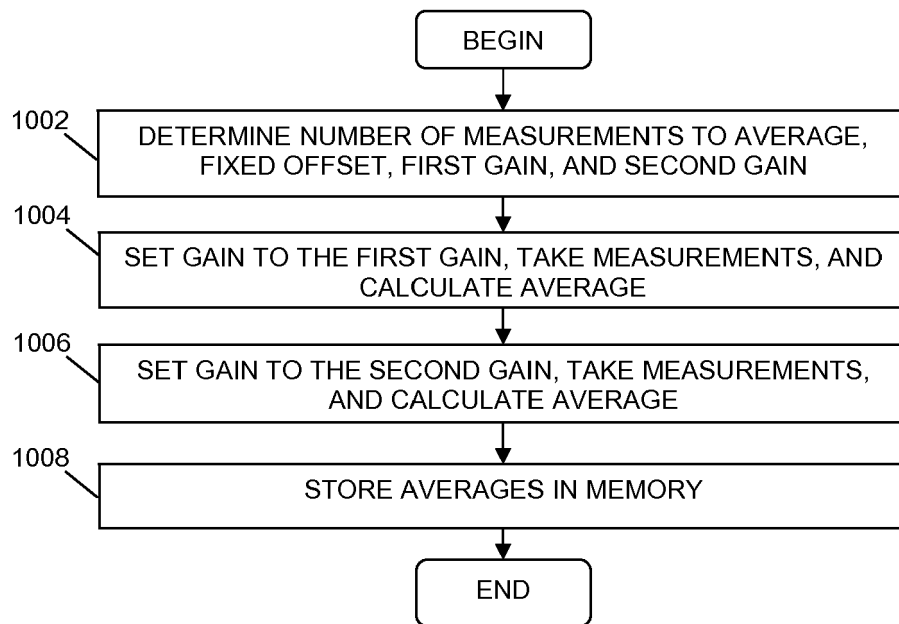 BEGIN
1002
DETERMINE NUMBER OF MEASUREMENTS TO AVERAGE,
FIXED OFFSET, FIRST GAIN, AND SECOND GAIN
1004
SET GAIN TO THE FIRST GAIN, TAKE MEASUREMENTS, AND
CALCULATE AVERAGE
1006
SET GAIN TO THE SECOND GAIN, TAKE MEASUREMENTS,
AND CALCULATE AVERAGE
1008
STORE AVERAGES IN MEMORY
END